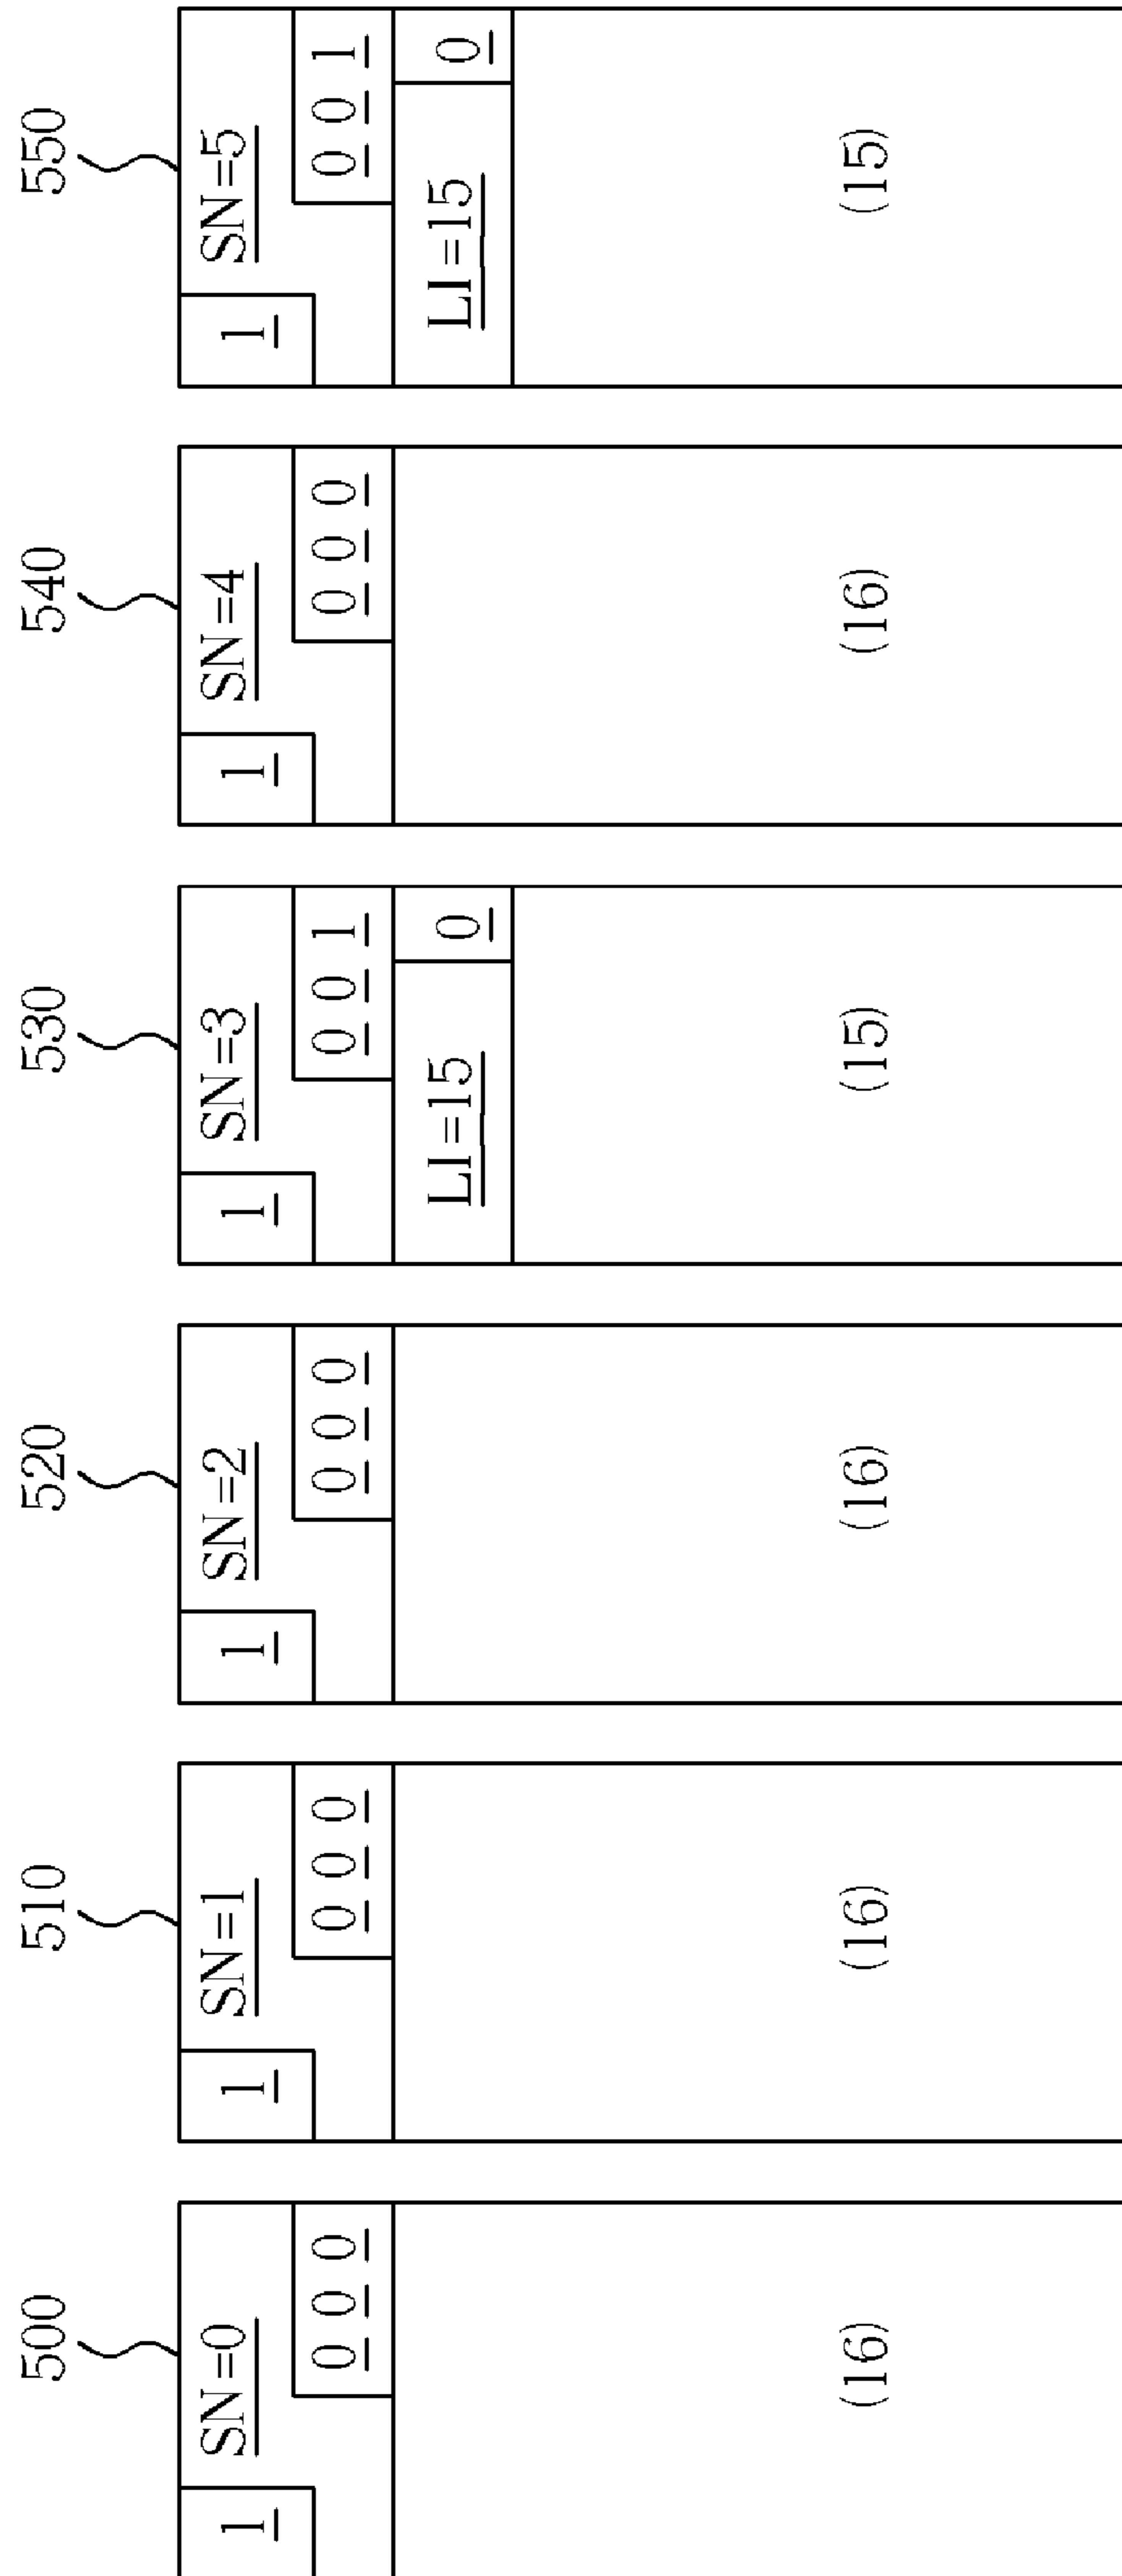 500 510 520 530 540 550
1 SN=0 1 SN=1 1 SN=2 1 SN=3 1 SN=4 1 SN=5
0 0 0 0 0 0 0 0 0 0 0 1 0 0 0 0 0 1
LI=15 0 LI=15 0
(16) (16) (16) (15) (16) (15)